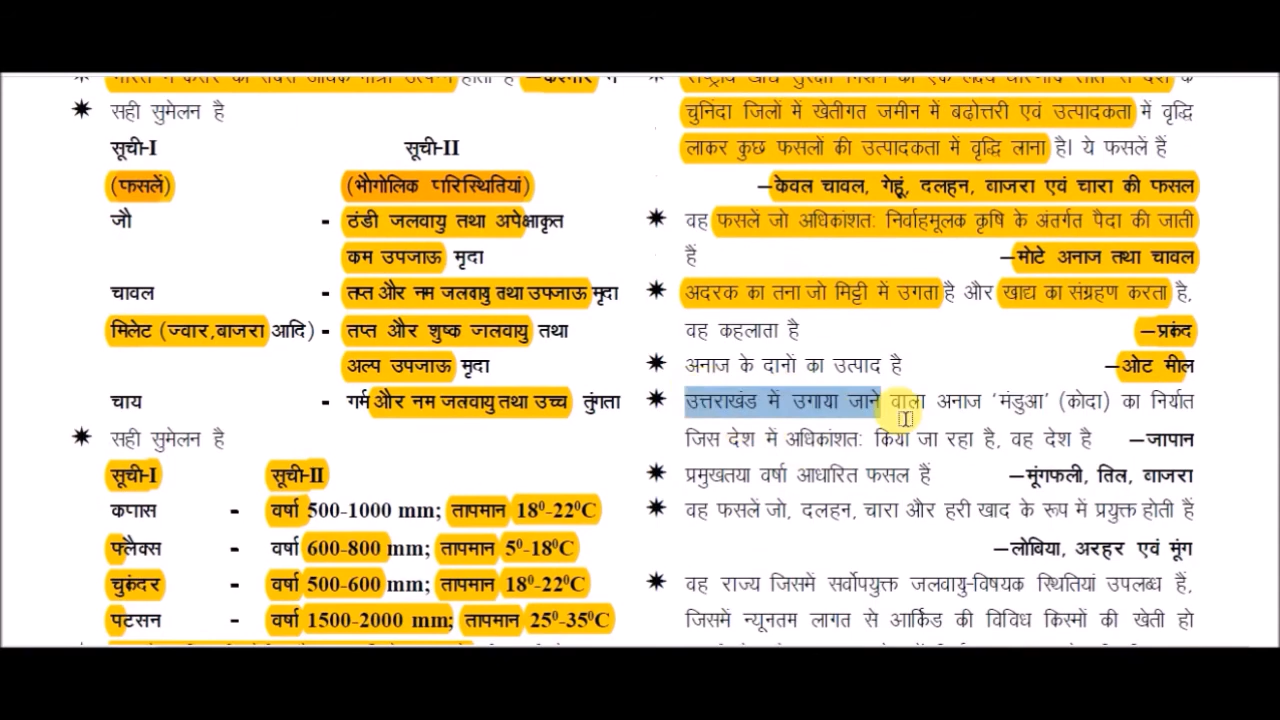 सही सुमेलन है
सूची-I सूची-II
(फसलें) (भौगोलिक परिस्थितियां)
जौ - ठंडी जलवायु तथा अपेक्षाकृत
कम उपजाऊ मृदा
चावल - तप्त और नम जलवायु तथा उपजाऊ मृदा
मिलेट (ज्वार,बाजरा आदि) - तप्त और शुष्क जलवायु तथा
अल्प उपजाऊ मृदा
चाय - गर्म और नम जलवायु तथा उच्च तुंगता
सही सुमेलन है
सूची-I सूची-II
कपास - वर्षा 500-1000 mm; तापमान 18⁰-22⁰C
फ्लैक्स - वर्षा 600-800 mm; तापमान 5⁰-18⁰C
चुकंदर - वर्षा 500-600 mm; तापमान 18⁰-22⁰C
पटसन - वर्षा 1500-2000 mm; तापमान 25⁰-35⁰C
चुनिंदा जिलों में खेतीगत जमीन में बढ़ोत्तरी एवं उत्पादकता में वृद्धि
लाकर कुछ फसलों की उत्पादकता में वृद्धि लाना है। ये फसलें हैं
–केवल चावल, गेहूं, दलहन, बाजरा एवं चारा की फसल
वह फसलें जो अधिकांशत: निर्वाहमूलक कृषि के अंतर्गत पैदा की जाती
हैं –मोटे अनाज तथा चावल
अदरक का तना जो मिट्टी में उगता है और खाद्य का संग्रहण करता है,
वह कहलाता है –प्रकंद
अनाज के दानों का उत्पाद है –ओट मील
उत्तराखंड में उगाया जाने वाला अनाज ‘मंडुआ’ (कोदा) का निर्यात
जिस देश में अधिकांशत: किया जा रहा है, वह देश है –जापान
प्रमुखतया वर्षा आधारित फसल हैं –मूंगफली, तिल, बाजरा
वह फसलें जो, दलहन, चारा और हरी खाद के रूप में प्रयुक्त होती हैं
–लोबिया, अरहर एवं मूंग
वह राज्य जिसमें सर्वोपयुक्त जलवायु-विषयक स्थितियां उपलब्ध हैं,
जिसमें न्यूनतम लागत से आर्किड की विविध किस्मों की खेती हो